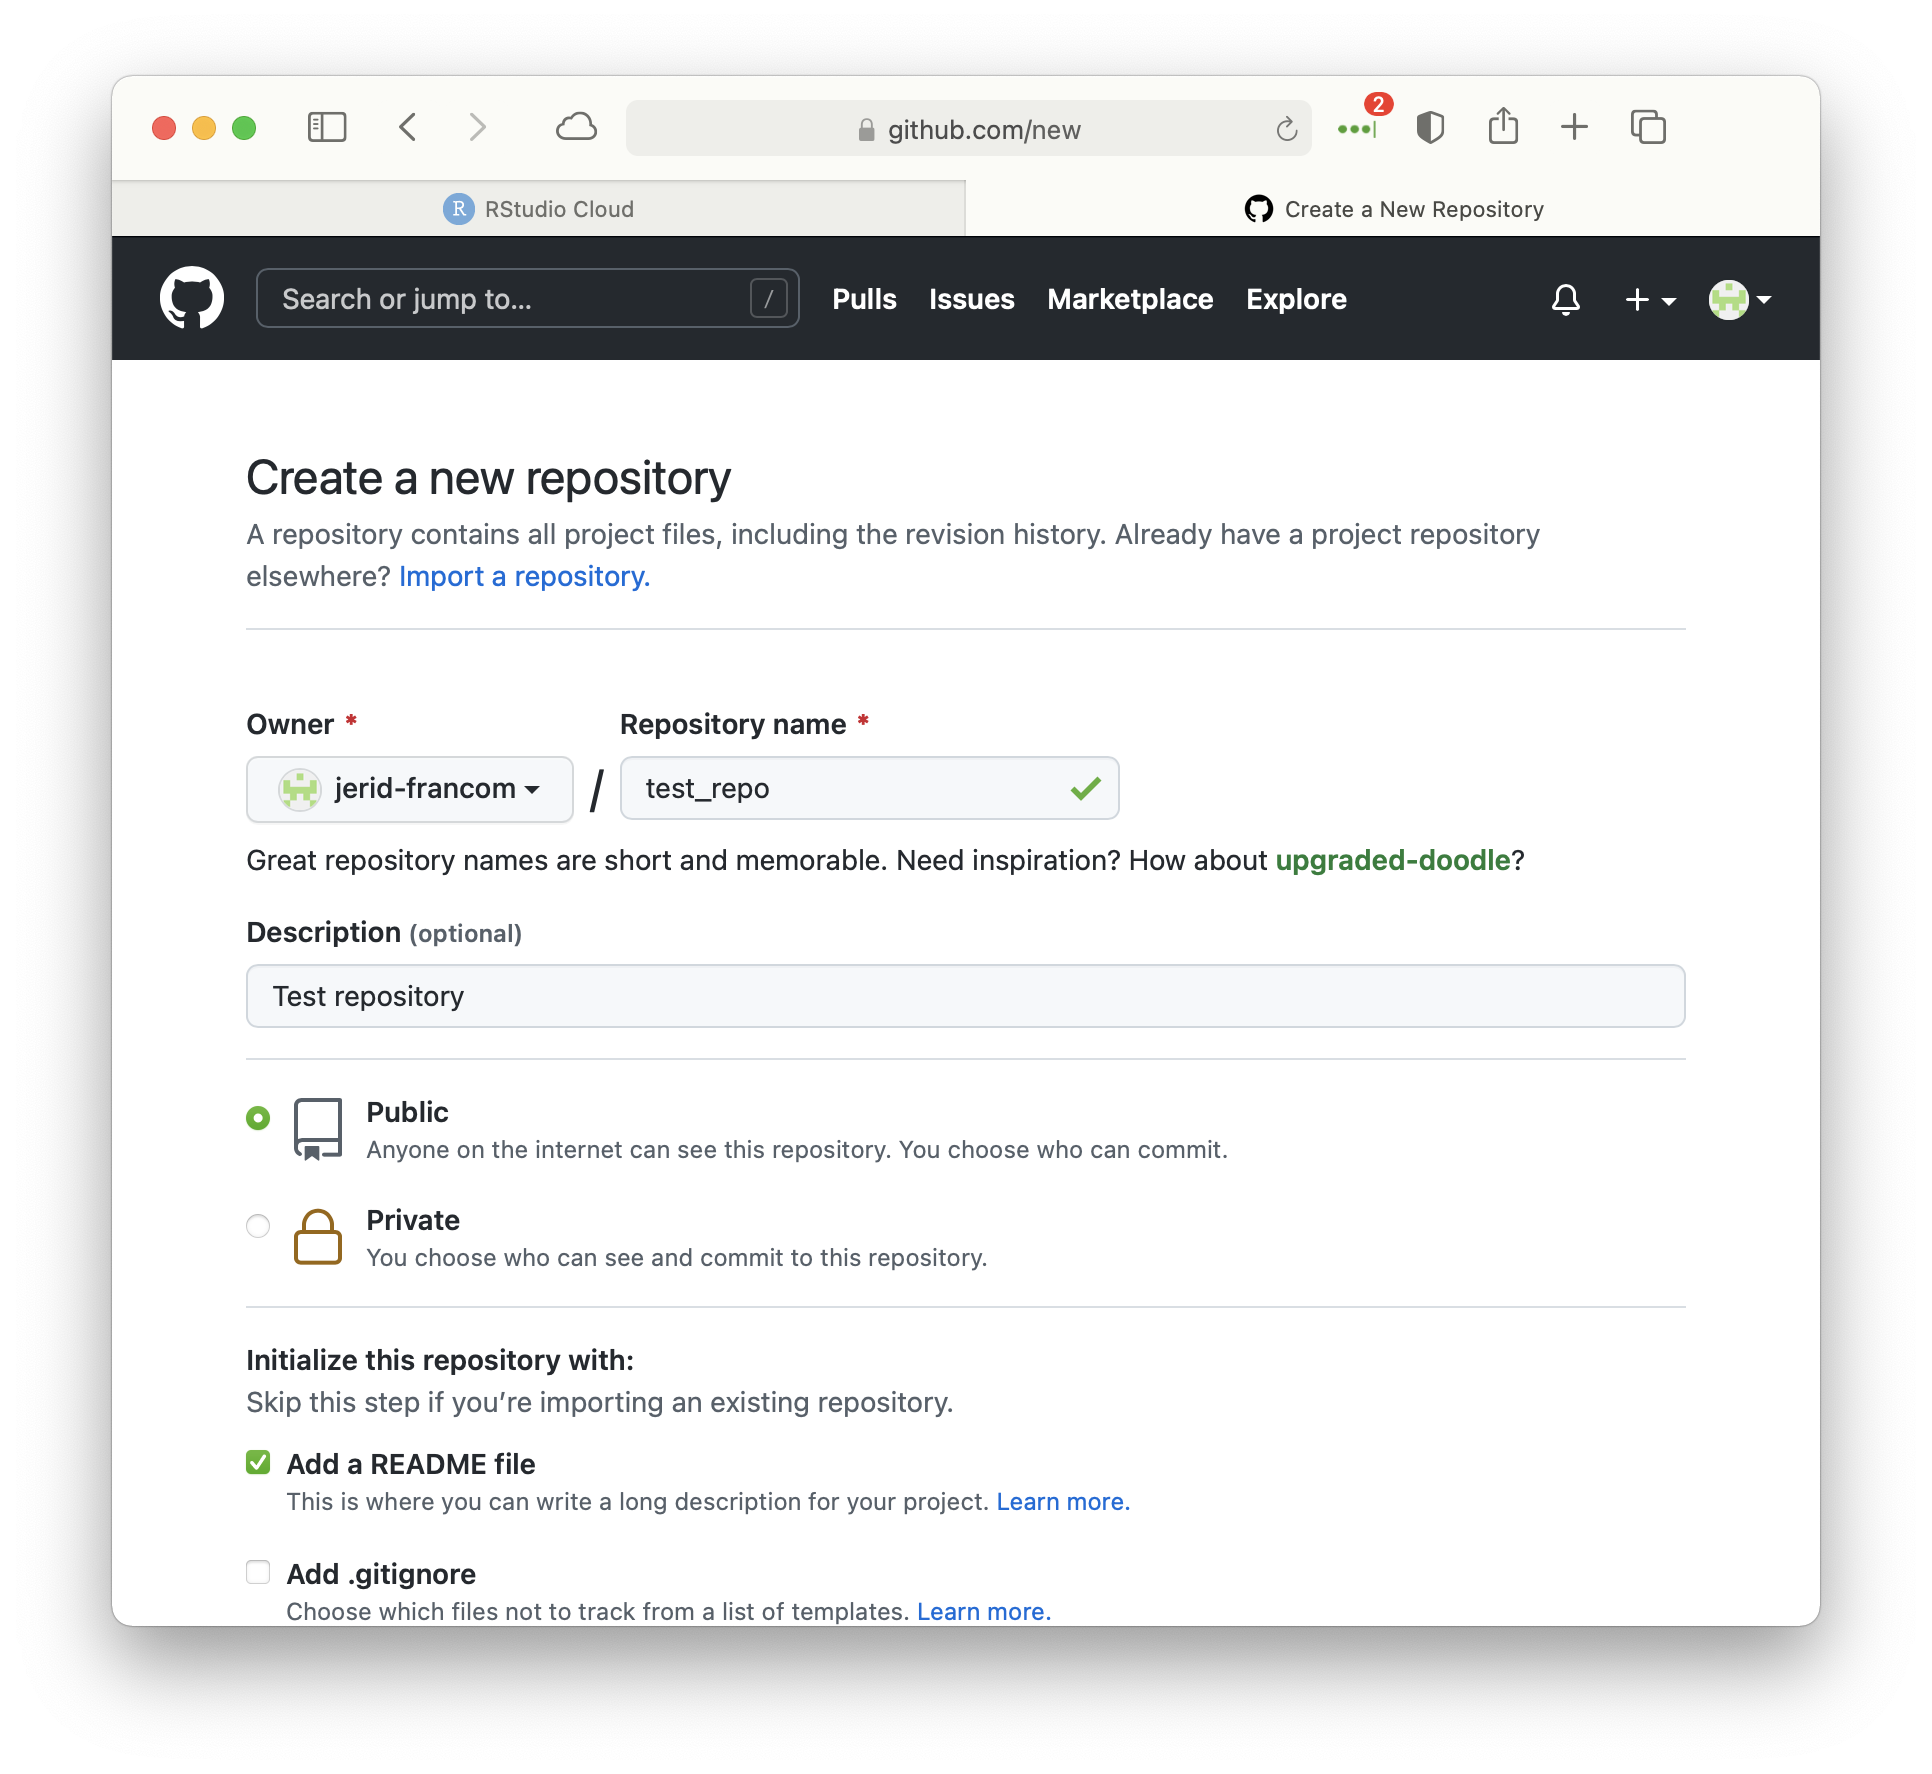 2
github.com/new
R RStudio Cloud
Create a New Repository
Search or jump to... /
Pulls Issues Marketplace Explore
Create a new repository
A repository contains all project files, including the revision history. Already have a project repository
elsewhere? Import a repository.
Owner * Repository name *
jerid-francom / test_repo
Great repository names are short and memorable. Need inspiration? How about upgraded-doodle?
Description (optional)
Test repository
Public
Anyone on the internet can see this repository. You choose who can commit.
Private
You choose who can see and commit to this repository.
Initialize this repository with:
Skip this step if you’re importing an existing repository.
Add a README file
This is where you can write a long description for your project. Learn more.
Add .gitignore
Choose which files not to track from a list of templates. Learn more.